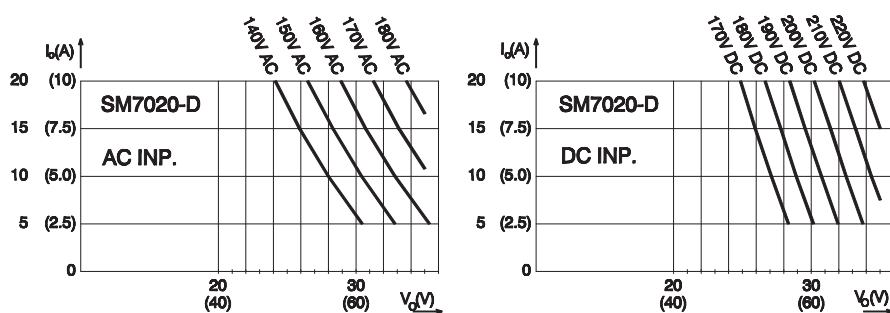 140V AC
150V AC
160V AC
170V AC
180V AC
Io(A)
20 (10)
15 (7.5)
10 (5.0)
5 (2.5)
0
SM7020-D
AC INP.
20 30 Vo(V)
(40) (60)
170V DC
180V DC
190V DC
200V DC
210V DC
220V DC
Io(A)
20 (10)
15 (7.5)
10 (5.0)
5 (2.5)
0
SM7020-D
DC INP.
20 30 Vo(V)
(40) (60)